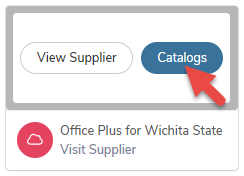 View Supplier Catalogs
Office Plus for Wichita State
Visit Supplier